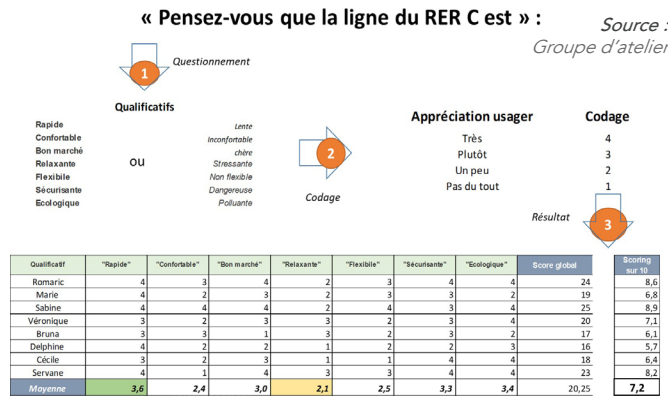 « Pensez-vous que la ligne du RER C est » :
Source :
Groupe d'atelier
1
Questionnement
Qualificatifs
Rapide
Confortable
Bon marché
Relaxante
Flexible
Sécurisante
Ecologique
ou
Lente
Inconfortable
chère
Stressante
Non flexible
Dangereuse
Polluante
2
Codage
Appréciation usager Codage
Très 4
Plutôt 3
Un peu 2
Pas du tout 1
Résultat
3
Qualificatif "Rapide" "Confortable" "Bon marché" "Relaxante" "Flexible" "Sécurisante" "Ecologique" Score global Scoring sur 10
Romaric 4 3 4 2 3 4 4 24 8,6
Marie 4 2 3 2 3 3 2 19 6,8
Sabine 4 4 4 2 4 3 4 25 8,9
Véronique 3 2 3 3 2 3 4 20 7,1
Bruna 3 3 1 3 2 3 2 17 6,1
Delphine 4 2 2 1 2 2 3 16 5,7
Cécile 3 2 3 1 1 4 4 18 6,4
Servane 4 1 4 3 3 4 4 23 8,2
Moyenne 3,6 2,4 3,0 2,1 2,5 3,3 3,4 20,25 7,2